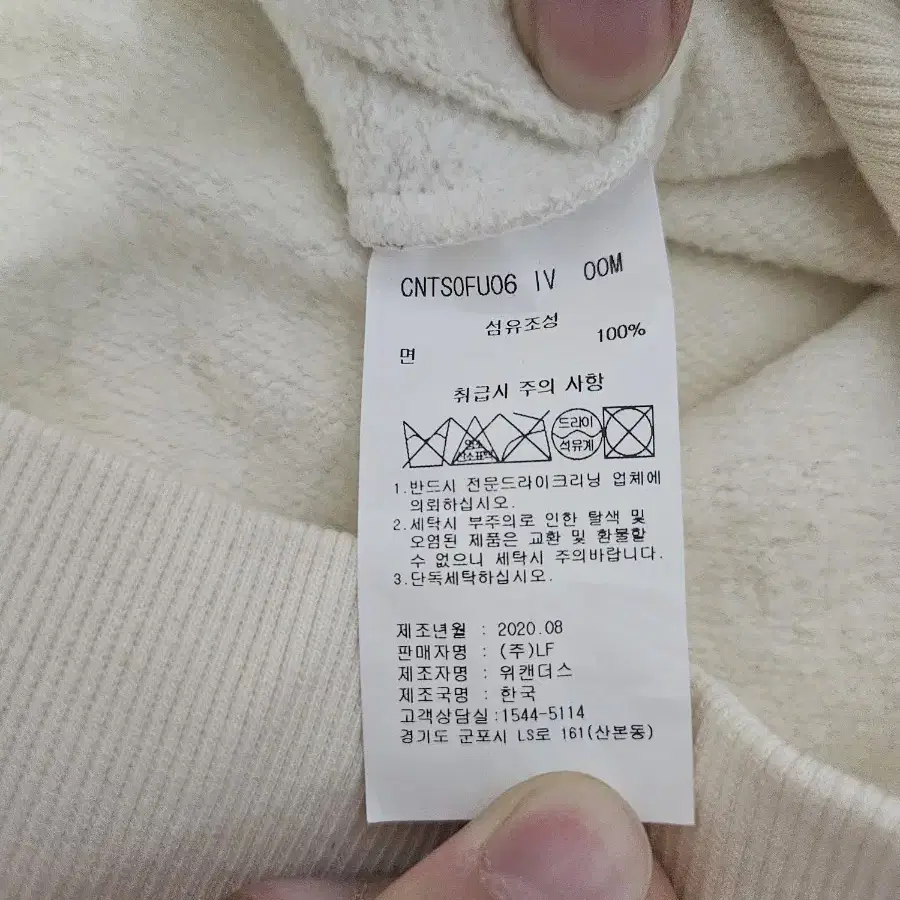 CNTS0FU06 IV 00M
섬유조성
면 100%
취급시 주의 사항
염소
산소표백
드라이
석유계
1.반드시 전문드라이크리닝 업체에
의뢰하십시오.
2.세탁시 부주의로 인한 탈색 및
오염된 제품은 교환 및 환불할
수 없으니 세탁시 주의바랍니다.
3.단독세탁하십시오.
제조년월 : 2020.08
판매자명 : (주)LF
제조자명 : 위캔더스
제조국명 : 한국
고객상담실:1544-5114
경기도 군포시 LS로 161(산본동)